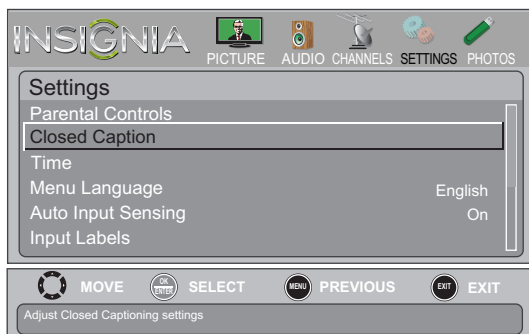 INSIGNIA
PICTURE AUDIO CHANNELS SETTINGS PHOTOS
Settings
Parental Controls
Closed Caption
Time
Menu Language English
Auto Input Sensing On
Input Labels
MOVE OK ENTER SELECT MENU PREVIOUS EXIT EXIT
Adjust Closed Captioning settings